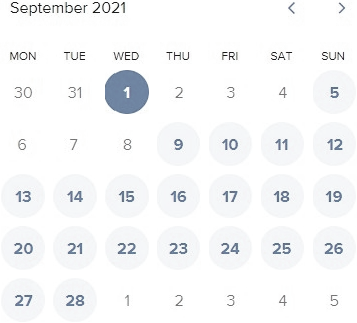 September 2021
MON TUE WED THU FRI SAT SUN
30 31 1 2 3 4 5
6 7 8 9 10 11 12
13 14 15 16 17 18 19
20 21 22 23 24 25 26
27 28 1 2 3 4 5